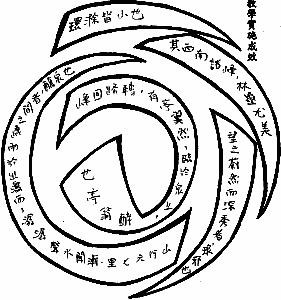 教學實施成效
環滁皆山也
其西南諸峰，林壑尤美
望之蔚然而深秀者，瑯琊也
山行六七里，漸聞水聲潺潺，而瀉出於兩峰之間者，釀泉也
峰回路轉，有亭翼然，臨於泉上
醉翁亭也